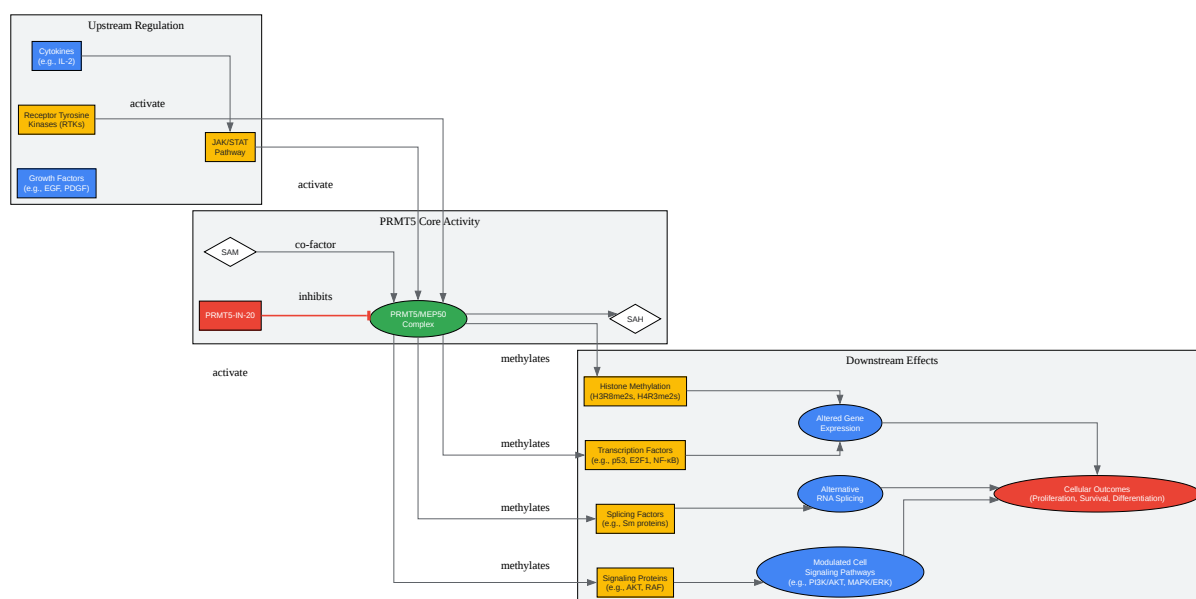 Upstream Regulation
Cytokines
(e.g., IL-2)
activate
Receptor Tyrosine
Kinases (RTKs)
JAK/STAT
Pathway
Growth Factors
(e.g., EGF, PDGF)
activate
PRMT5 Core Activity
SAM
co-factor
inhibits
PRMT5-IN-20
PRMT5/MEP50
Complex
SAH
activate
methylates
Downstream Effects
Histone Methylation
(H3R8me2s, H4R3me2s)
Altered Gene
Expression
methylates
Transcription Factors
(e.g., p53, E2F1, NF-κB)
Alternative
RNA Splicing
Cellular Outcomes
(Proliferation, Survival, Differentiation)
methylates
Splicing Factors
(e.g., Sm proteins)
methylates
Signaling Proteins
(e.g., AKT, RAF)
Modulated Cell
Signaling Pathways
(e.g., PI3K/AKT, MAPK/ERK)